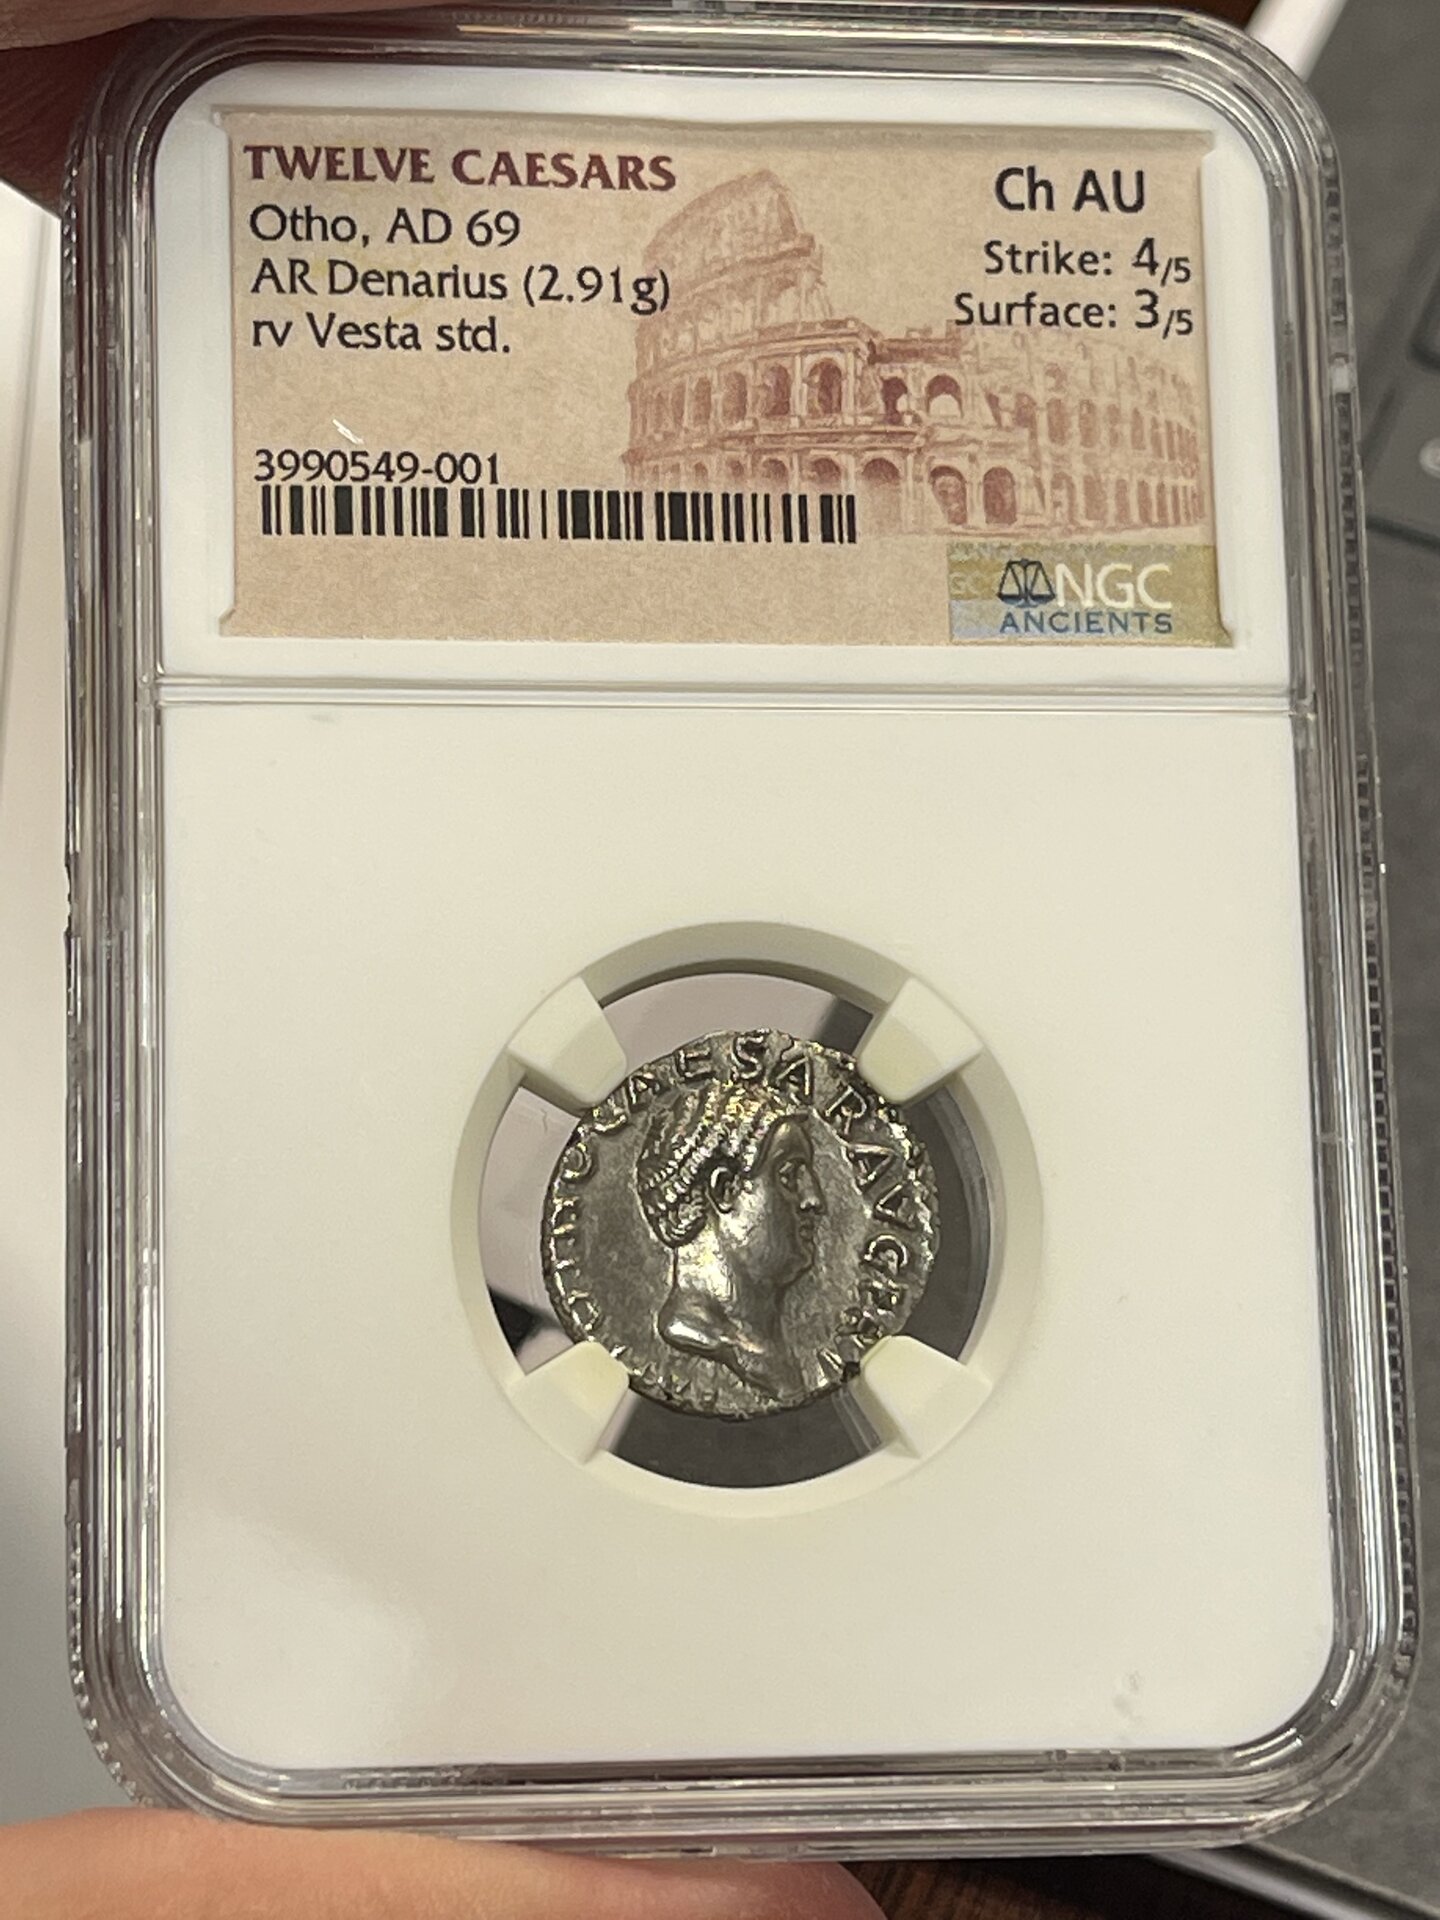 TWELVE CAESARS
Otho, AD 69
AR Denarius (2.91g)
rv Vesta std.
3990549-001
Ch AU
Strike: 4/5
Surface: 3/5
NGC
ANCIENTS
CAESAR AVG